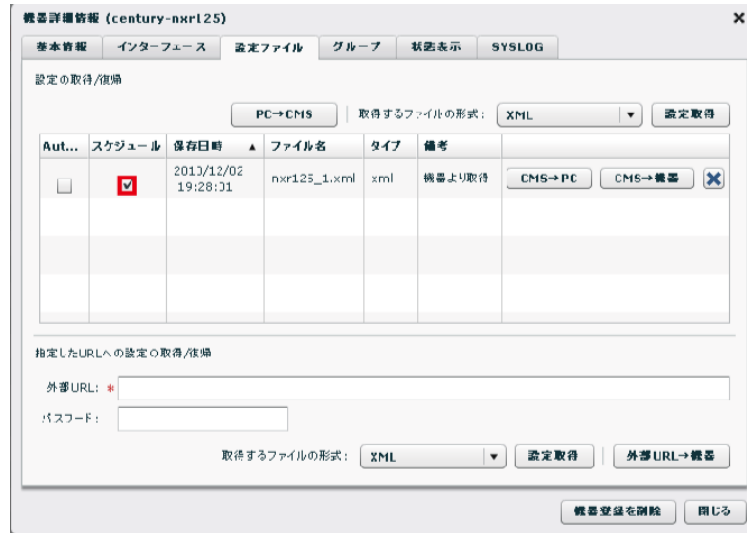 機器詳細情報 (century-nxr125)
基本情報 インターフェース 設定ファイル グループ 状態表示 SYSLOG
設定の取得/復帰
PC→CMS 取得するファイルの形式: XML 設定取得
Aut... スケジュール 保存日時 ファイル名 タイプ 備考
2010/12/02 19:28:01 nxr125_1.xml xml 機器より取得 CMS→PC CMS→機器
指定したURLへの設定の取得/復帰
外部URL: *
パスワード:
取得するファイルの形式: XML 設定取得 外部URL→機器
機器登録を削除 閉じる